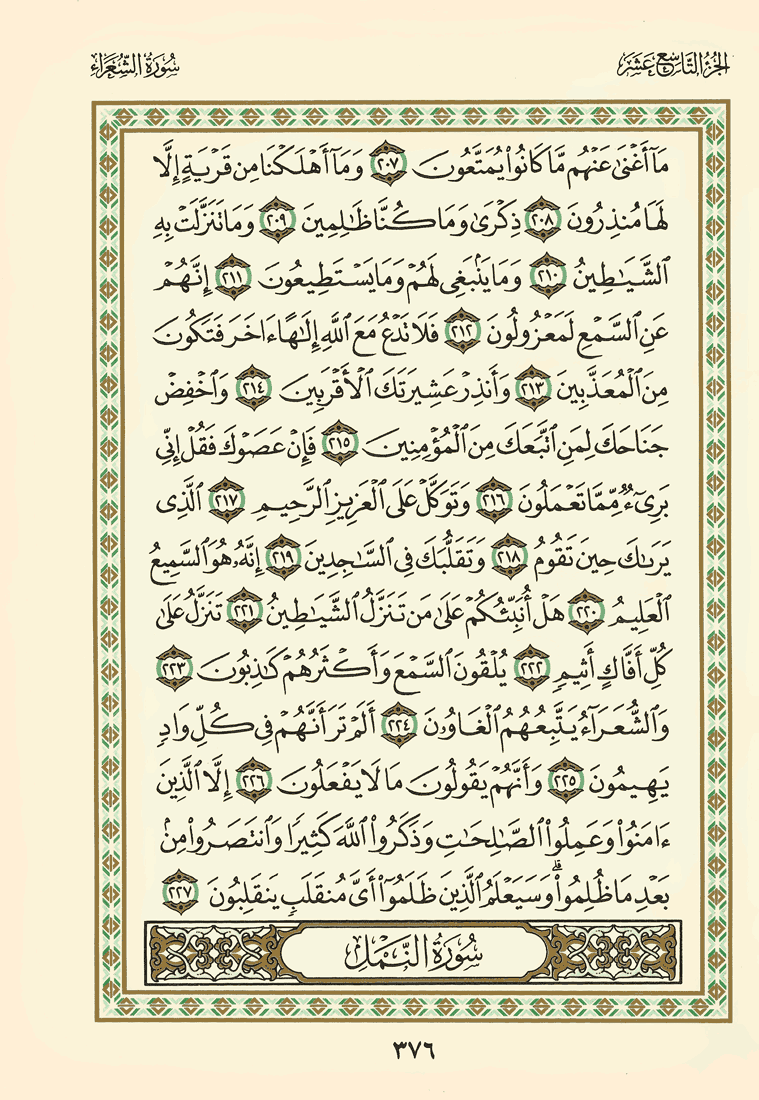 الجزء التاسع عشر
سُورَةُ الشُّعَرَاءِ
مَآ أَغْنَىٰ عَنْهُم مَّا كَانُوا۟ يُمَتَّعُونَ ٢٠٧ وَمَآ أَهْلَكْنَا مِن قَرْيَةٍ إِلَّا
لَهَا مُنذِرُونَ ٢٠٨ ذِكْرَىٰ وَمَا كُنَّا ظَٰلِمِينَ ٢٠٩ وَمَا تَنَزَّلَتْ بِهِ
ٱلشَّيَٰطِينُ ٢١٠ وَمَا يَنۢبَغِى لَهُمْ وَمَا يَسْتَطِيعُونَ ٢١١ إِنَّهُمْ
عَنِ ٱلسَّمْعِ لَمَعْزُولُونَ ٢١٢ فَلَا تَدْعُ مَعَ ٱللَّهِ إِلَٰهًا ءَاخَرَ فَتَكُونَ
مِنَ ٱلْمُعَذَّبِينَ ٢١٣ وَأَنذِرْ عَشِيرَتَكَ ٱلْأَقْرَبِينَ ٢١٤ وَٱخْفِضْ
جَنَاحَكَ لِمَنِ ٱتَّبَعَكَ مِنَ ٱلْمُؤْمِنِينَ ٢١٥ فَإِنْ عَصَوْكَ فَقُلْ إِنِّى
بَرِىٓءٌ مِّمَّا تَعْمَلُونَ ٢١٦ وَتَوَكَّلْ عَلَى ٱلْعَزِيزِ ٱلرَّحِيمِ ٢١٧ ٱلَّذِى
يَرَىٰكَ حِينَ تَقُومُ ٢١٨ وَتَقَلُّبَكَ فِى ٱلسَّٰجِدِينَ ٢١٩ إِنَّهُۥ هُوَ ٱلسَّمِيعُ
ٱلْعَلِيمُ ٢٢٠ هَلْ أُنَبِّئُكُمْ عَلَىٰ مَن تَنَزَّلُ ٱلشَّيَٰطِينُ ٢٢١ تَنَزَّلُ عَلَىٰ
كُلِّ أَفَّاكٍ أَثِيمٍ ٢٢٢ يُلْقُونَ ٱلسَّمْعَ وَأَكْثَرُهُمْ كَٰذِبُونَ ٢٢٣
وَٱلشُّعَرَآءُ يَتَّبِعُهُمُ ٱلْغَاوُۥنَ ٢٢٤ أَلَمْ تَرَ أَنَّهُمْ فِى كُلِّ وَادٍ
يَهِيمُونَ ٢٢٥ وَأَنَّهُمْ يَقُولُونَ مَا لَا يَفْعَلُونَ ٢٢٦ إِلَّا ٱلَّذِينَ
ءَامَنُوا۟ وَعَمِلُوا۟ ٱلصَّٰلِحَٰتِ وَذَكَرُوا۟ ٱللَّهَ كَثِيرًا وَٱنتَصَرُوا۟ مِنۢ
بَعْدِ مَا ظُلِمُوا۟ ۗ وَسَيَعْلَمُ ٱلَّذِينَ ظَلَمُوٓا۟ أَىَّ مُنقَلَبٍ يَنقَلِبُونَ ٢٢٧
سُورَةُ النَّمْلِ
٣٧٦